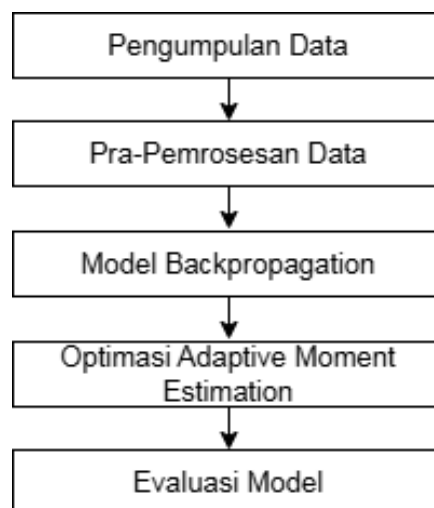 Pengumpulan Data
Pra-Pemrosesan Data
Model Backpropagation
Optimasi Adaptive Moment
Estimation
Evaluasi Model